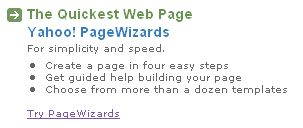 The Quickest Web Page
Yahoo! PageWizards
For simplicity and speed.
Create a page in four easy steps
Get guided help building your page
Choose from more than a dozen templates
Try PageWizards